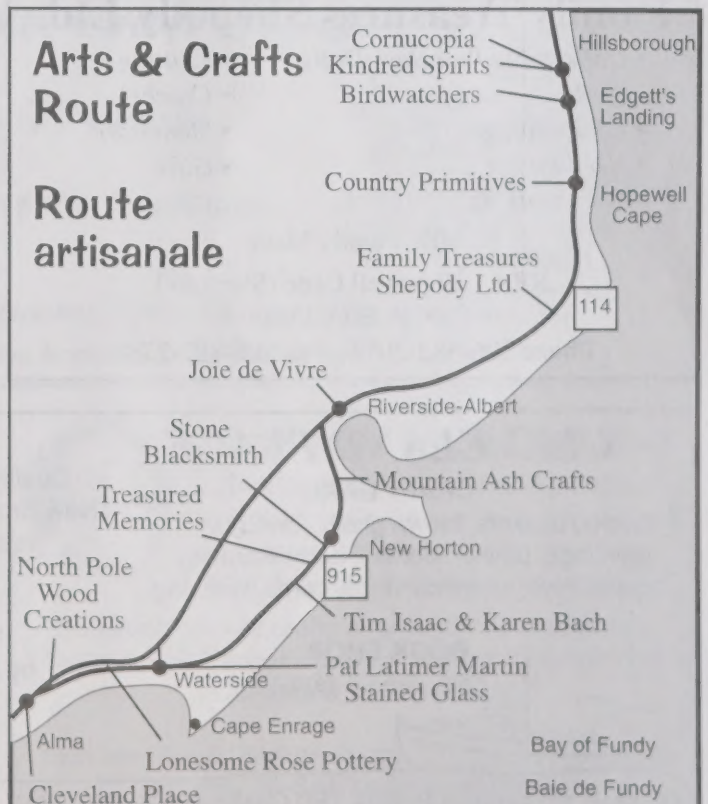 Arts & Crafts
Route
Route
artisanale
Cornucopia
Kindred Spirits
Birdwatchers
Hillsborough
Edgett's
Landing
Country Primitives
Hopewell
Cape
Family Treasures
Shepody Ltd.
114
Joie de Vivre
Riverside-Albert
Stone
Blacksmith
Mountain Ash Crafts
Treasured
Memories
New Horton
915
North Pole
Wood
Creations
Tim Isaac & Karen Bach
Pat Latimer Martin
Stained Glass
Waterside
Cape Enrage
Alma
Lonesome Rose Pottery
Cleveland Place
Bay of Fundy
Baie de Fundy